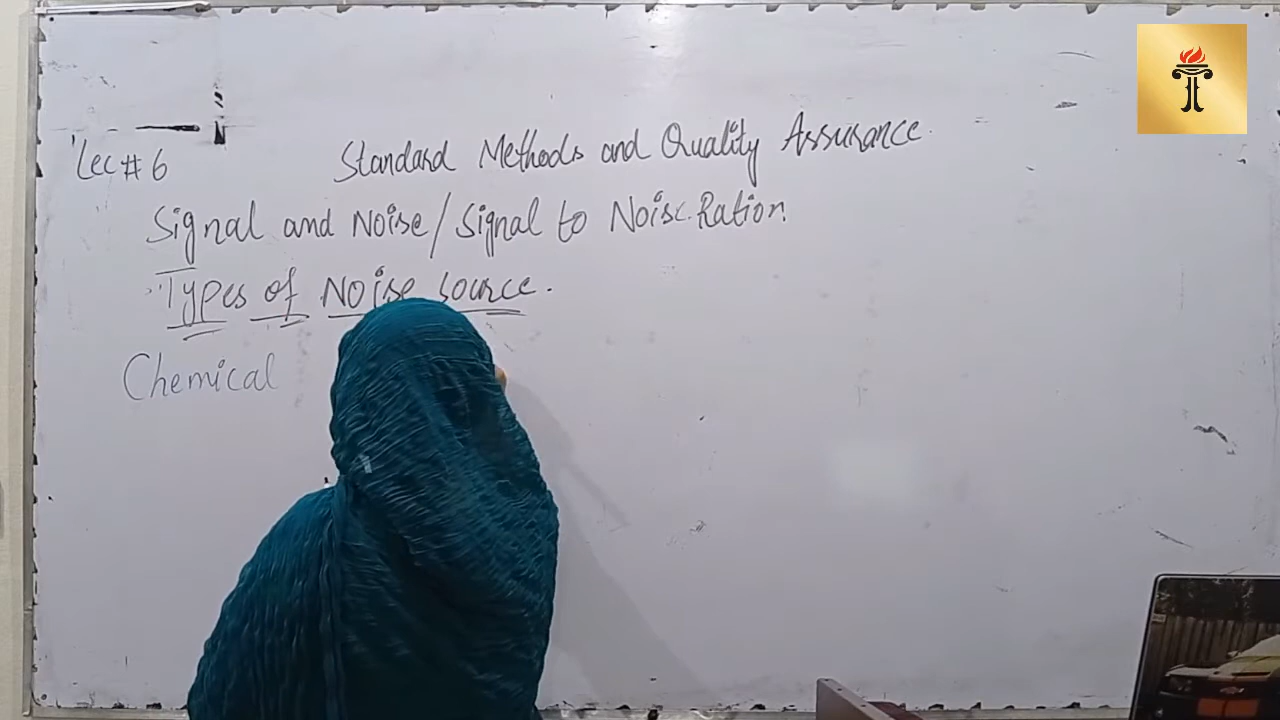 Lec # 6
Standard Methods and Quality Assurance.
Signal and Noise / Signal to Noise Ration.
Types of Noise source.
Chemical